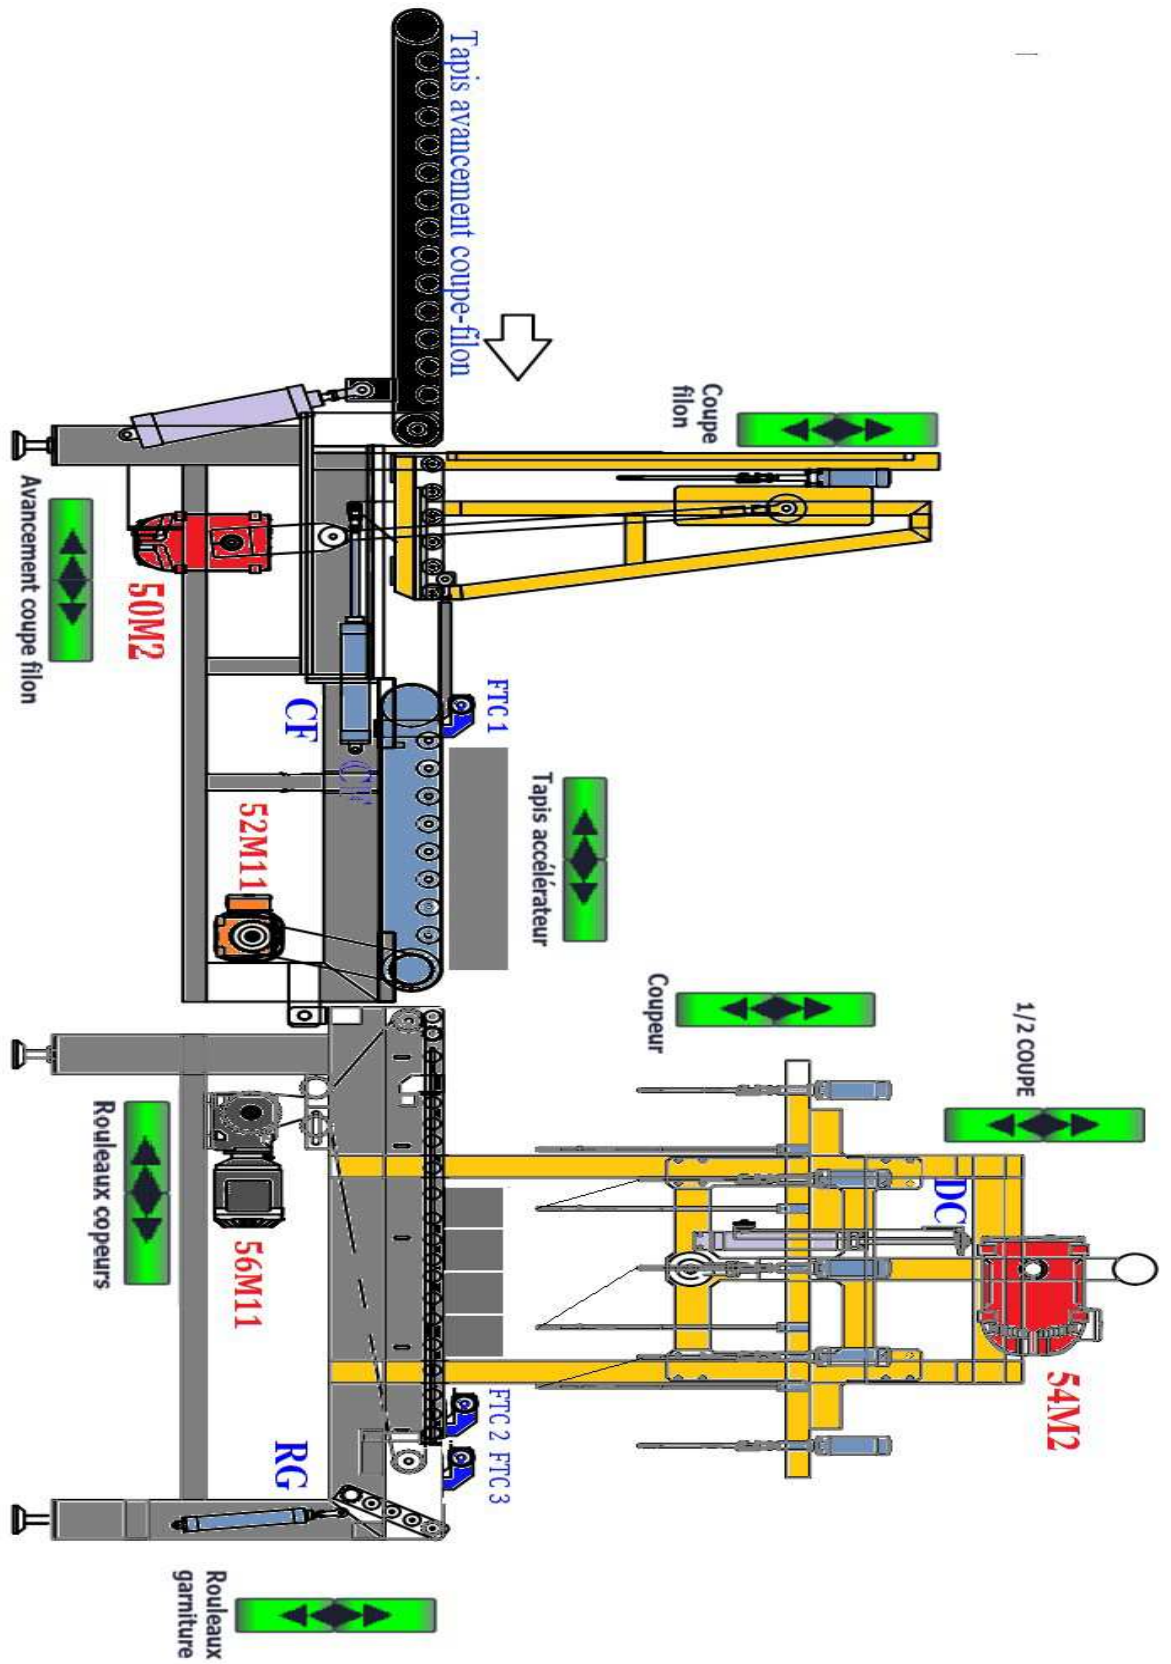 Tapis avancement coupe-filon
Coupe
filon
Avancement coupe filon
50M2
CF
CF
FTC 1
52M11
Tapis accélérateur
Coupeur
1/2 COUPE
DC
54M2
Rouleaux copeurs
56M11
FTC 2
FTC 3
RG
Rouleaux
garniture